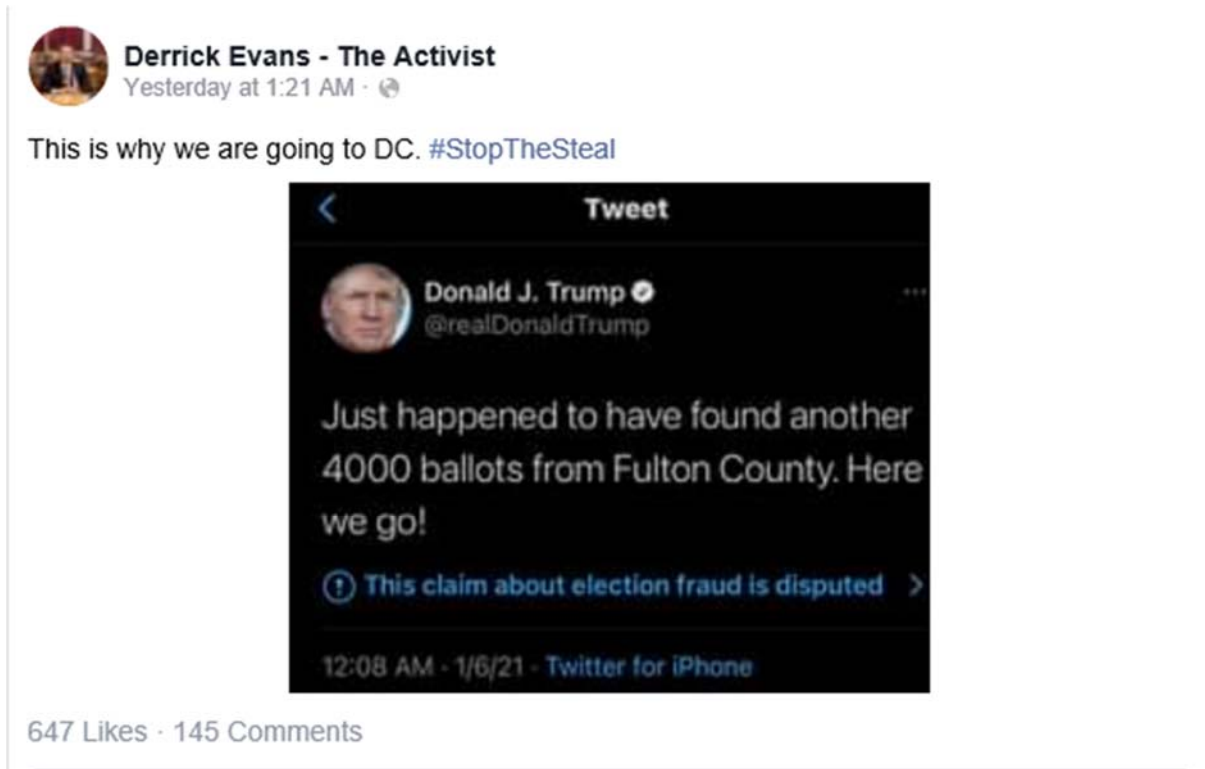 Derrick Evans - The Activist
Yesterday at 1:21 AM ·
This is why we are going to DC. #StopTheSteal
Tweet
Donald J. Trump
@realDonaldTrump
Just happened to have found another
4000 ballots from Fulton County. Here
we go!
This claim about election fraud is disputed
12:08 AM · 1/6/21 · Twitter for iPhone
647 Likes · 145 Comments